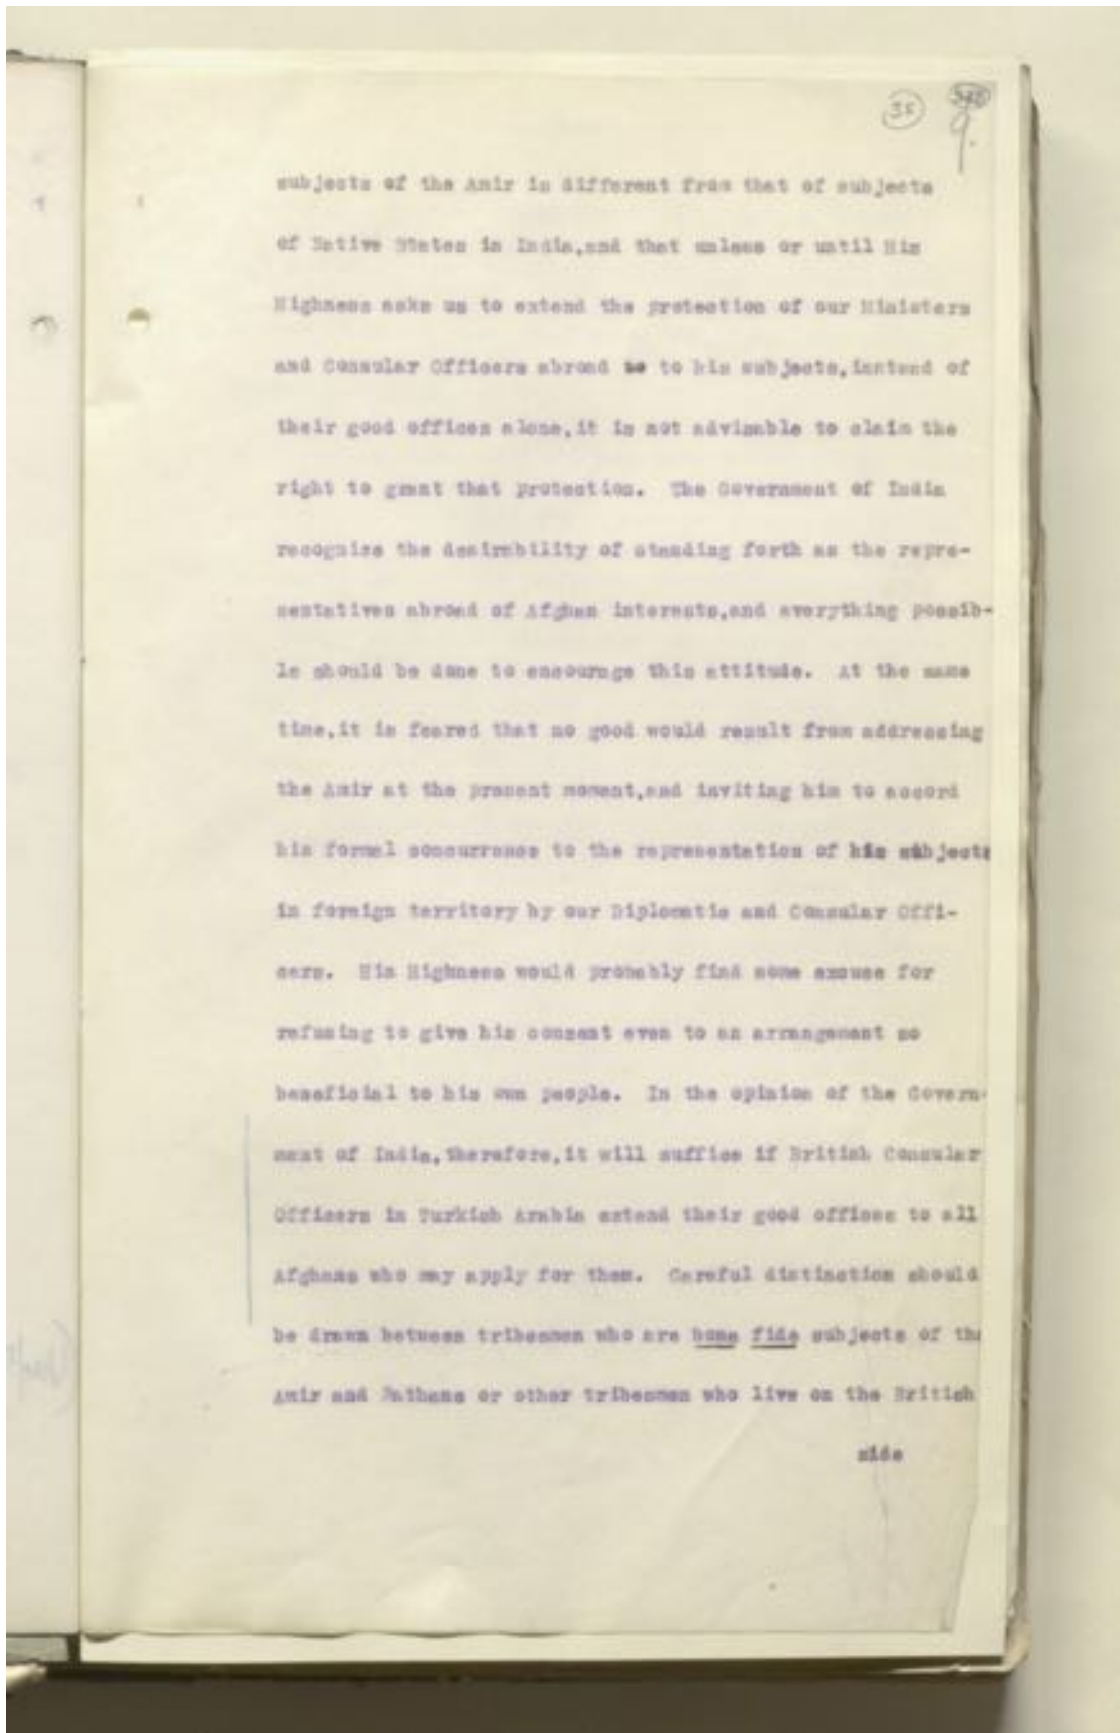 35
9.
subjects of the Amir is different from that of subjects
of Native States in India,and that unless or until His
Highness asks us to extend the protection of our Ministers
and Consular Officers abroad to to his subjects,instead of
their good offices alone,it is not advisable to claim the
right to grant that protection. The Government of India
recognise the desirability of standing forth as the repre-
sentatives abroad of Afghan interests,and everything possib-
le should be done to encourage this attitude. At the same
time,it is feared that no good would result from addressing
the Amir at the present moment,and inviting him to accord
his formal concurrence to the representation of his subjects
in foreign territory by our Diplomatic and Consular Offi-
cers. His Highness would probably find some excuse for
refusing to give his consent even to an arrangement so
beneficial to his own people. In the opinion of the Govern-
ment of India,therefore,it will suffice if British Consular
Officers in Turkish Arabia extend their good offices to all
Afghans who may apply for them. Careful distinction should
be drawn between tribesmen who are bona fide subjects of the
Amir and Pathans or other tribesmen who live on the British
side